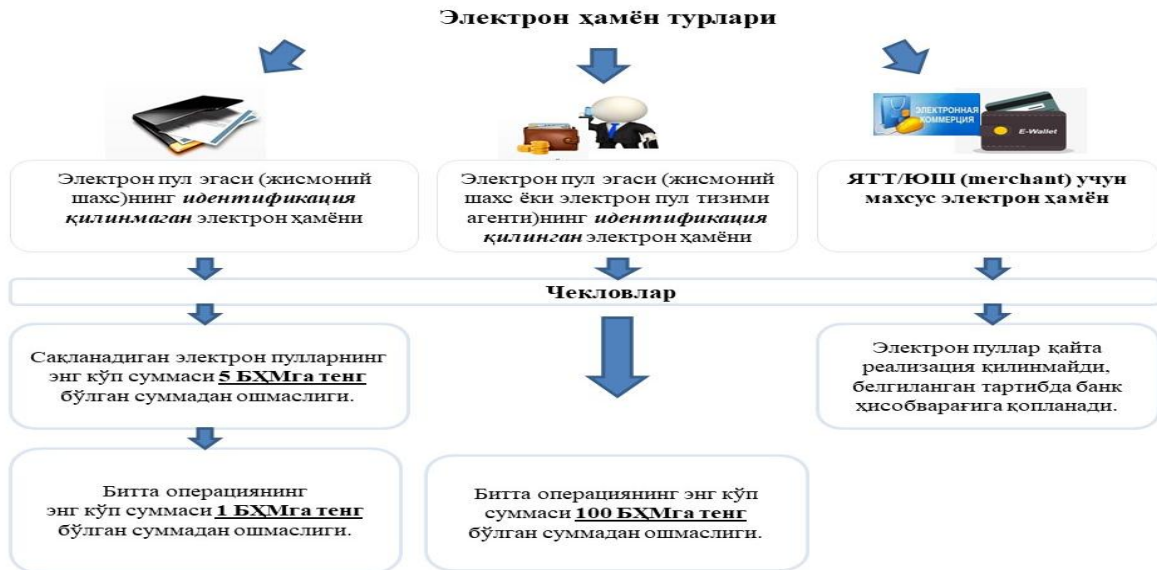 Электрон ҳамён турлари
ЭЛЕКТРОННАЯ
КОММЕРЦИЯ
E-Wallet
Электрон пул эгаси (жисмоний
шахс)нинг идентификация
қилинмаган электрон ҳамёни
Электрон пул эгаси (жисмоний
шахс ёки электрон пул тизими
агенти)нинг идентификация
қилинган электрон ҳамёни
ЯТТ/ЮШ (merchant) учун
махсус электрон ҳамён
Чекловлар
Сақланадиган электрон пулларнинг
энг кўп суммаси 5 БҲМга тенг
бўлган суммадан ошмаслиги.
Электрон пуллар қайта
реализация қилинмайди,
белгиланган тартибда банк
ҳисобварағига қопланади.
Битта операциянинг
энг кўп суммаси 1 БҲМга тенг
бўлган суммадан ошмаслиги.
Битта операциянинг энг кўп
суммаси 100 БҲМга тенг
бўлган суммадан ошмаслиги.